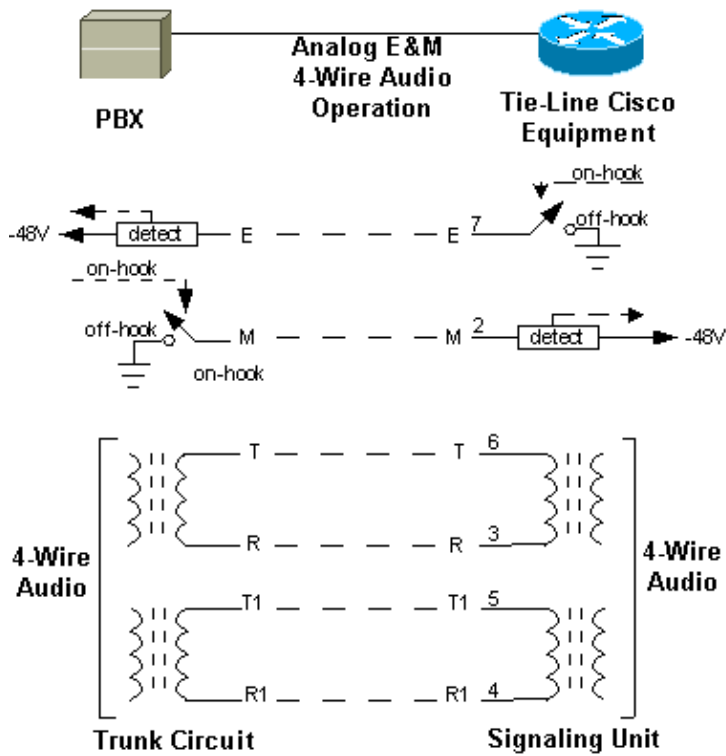 Analog E&M
4-Wire Audio
Operation
PBX
Tie-Line Cisco
Equipment
on-hook
off-hook
-48V
detect
E
E
7
on-hook
off-hook
M
M
2
detect
-48V
on-hook
T
T
6
R
R
3
4-Wire
Audio
4-Wire
Audio
T1
T1
5
R1
R1
4
Trunk Circuit
Signaling Unit